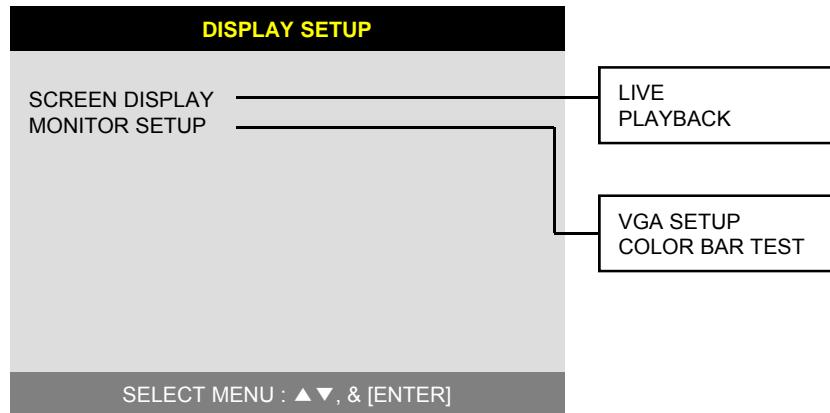 DISPLAY SETUP
SCREEN DISPLAY
MONITOR SETUP
LIVE
PLAYBACK
VGA SETUP
COLOR BAR TEST
SELECT MENU : ▲▼, & [ENTER]